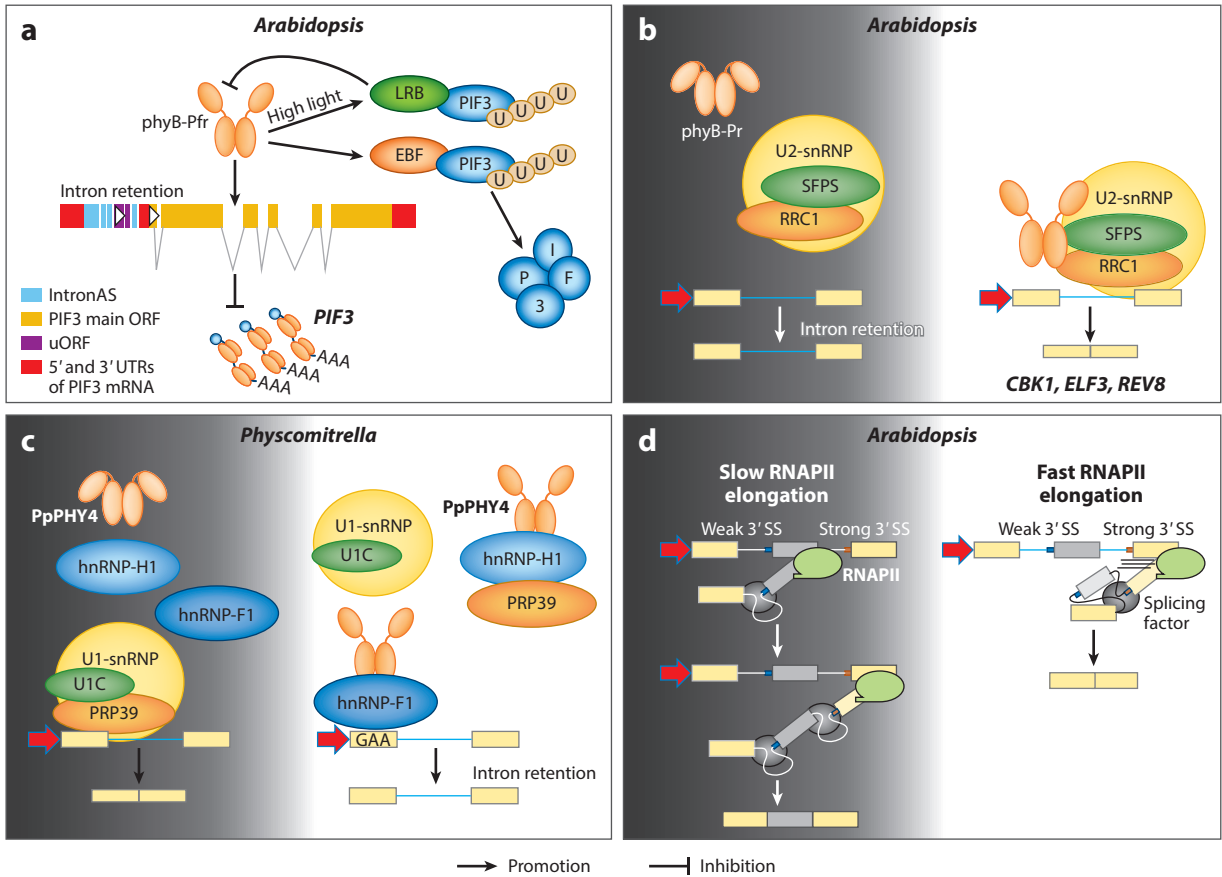 a
Arabidopsis
phyB-Pfr
High light
LRB
PIF3
U
U
U
U
EBF
PIF3
U
U
U
U
Intron retention
P
I
F
3
IntronAS
PIF3 main ORF
uORF
5′ and 3′ UTRs
of PIF3 mRNA
PIF3
AAA
AAA
AAA
b
Arabidopsis
phyB-Pr
U2-snRNP
SFPS
RRC1
Intron retention
U2-snRNP
SFPS
RRC1
CBK1, ELF3, REV8
c
Physcomitrella
PpPHY4
hnRNP-H1
hnRNP-F1
U1-snRNP
U1C
PRP39
U1-snRNP
U1C
PpPHY4
hnRNP-H1
PRP39
hnRNP-F1
GAA
Intron retention
d
Arabidopsis
Slow RNAPII
elongation
Weak 3′ SS
Strong 3′ SS
RNAPII
Fast RNAPII
elongation
Weak 3′ SS
Strong 3′ SS
Splicing
factor
Promotion
Inhibition